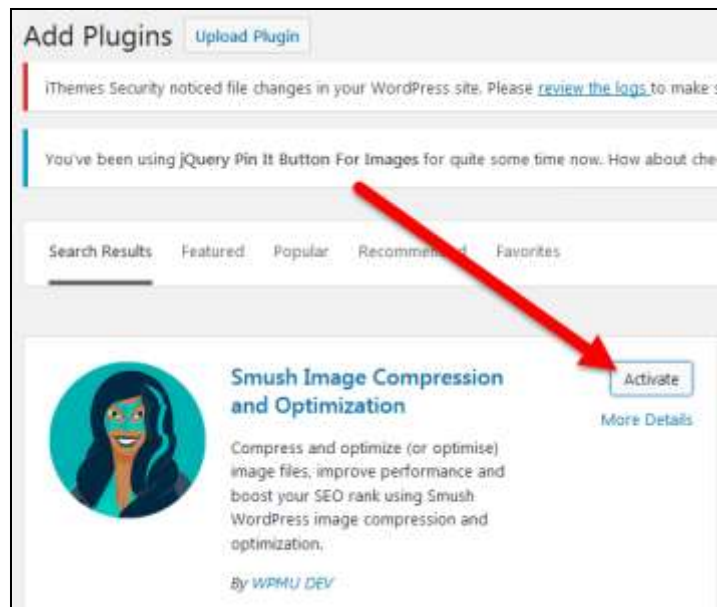 Add Plugins Upload Plugin
iThemes Security noticed file changes in your WordPress site. Please review the logs to make
You've been using jQuery Pin It Button For Images for quite some time now. How about
Search Results Featured Popular Recommended Favorites
Smush Image Compression
and Optimization
Activate
More Details
Compress and optimize (or optimise)
image files, improve performance and
boost your SEO rank using Smush
WordPress image compression and
optimization.
By WPMU DEV